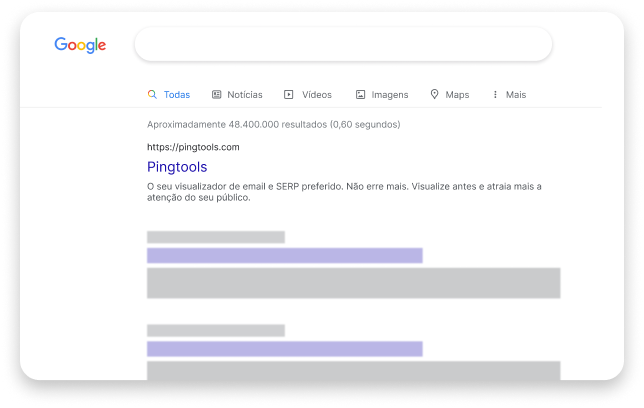 Google
Todas Notícias Vídeos Imagens Maps Mais
Aproximadamente 48.400.000 resultados (0,60 segundos)
https://pingtools.com
Pingtools
O seu visualizador de email e SERP preferido. Não erre mais. Visualize antes e atraia mais a
atenção do seu público.